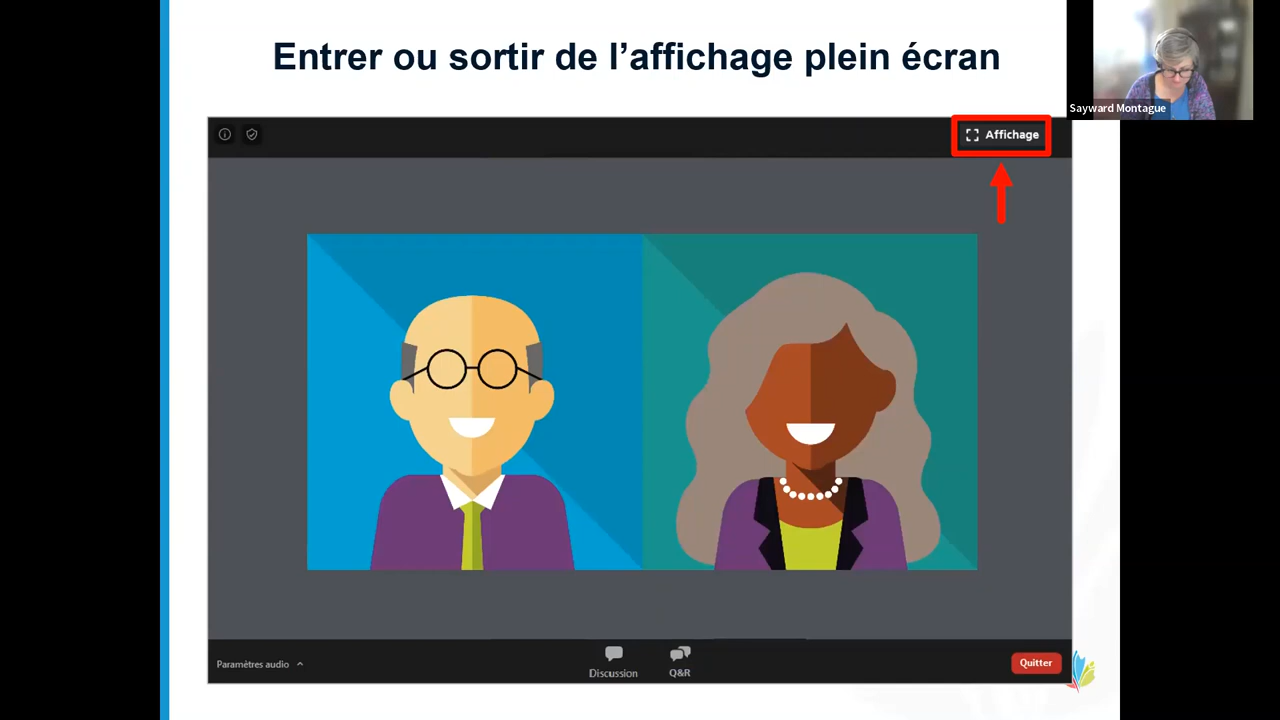 Entrer ou sortir de l’affichage plein écran
Sayward Montague
Affichage
Paramètres audio
Discussion
Q&R
Quitter